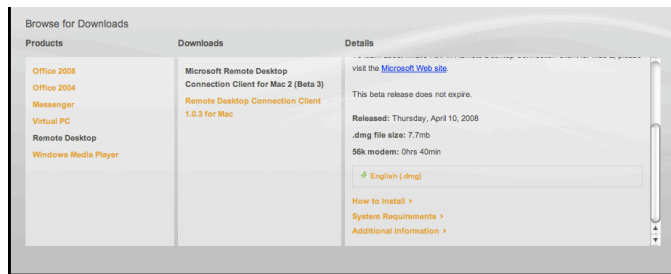 Browse for Downloads
Products
Downloads
Details
Office 2008
Office 2004
Messenger
Virtual PC
Remote Desktop
Windows Media Player
Microsoft Remote Desktop
Connection Client for Mac 2 (Beta 3)
Remote Desktop Connection Client
1.0.3 for Mac
visit the Microsoft Web site.
This beta release does not expire.
Released: Thursday, April 10, 2008
.dmg file size: 7.7mb
56k modem: 0hrs 40min
English (.dmg)
How to Install ›
System Requirements ›
Additional Information ›